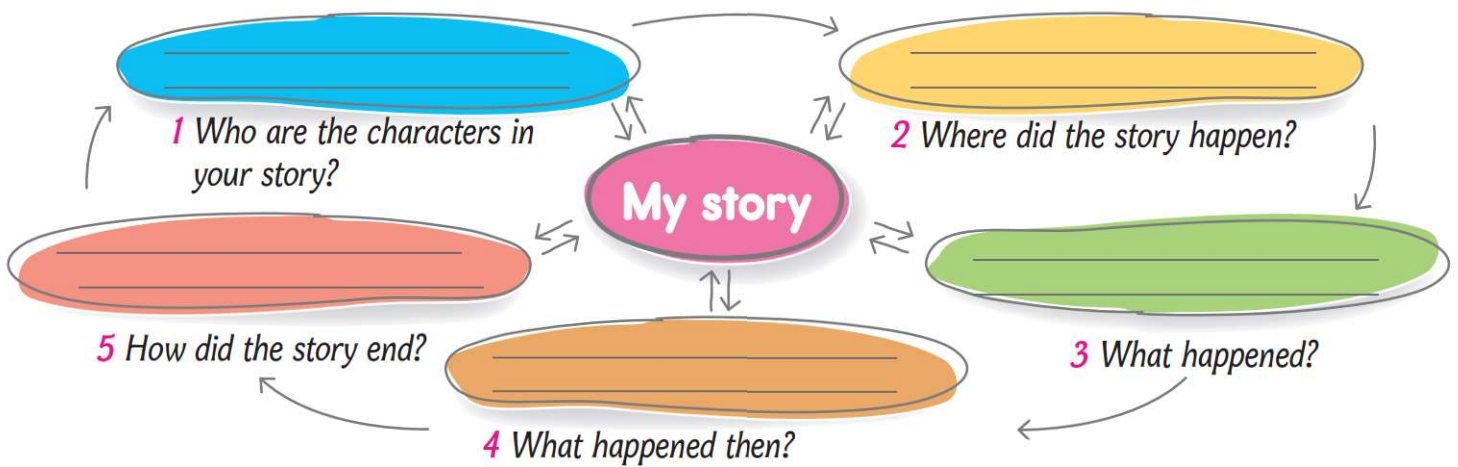 1 Who are the characters in
your story?
2 Where did the story happen?
My story
3 What happened?
4 What happened then?
5 How did the story end?